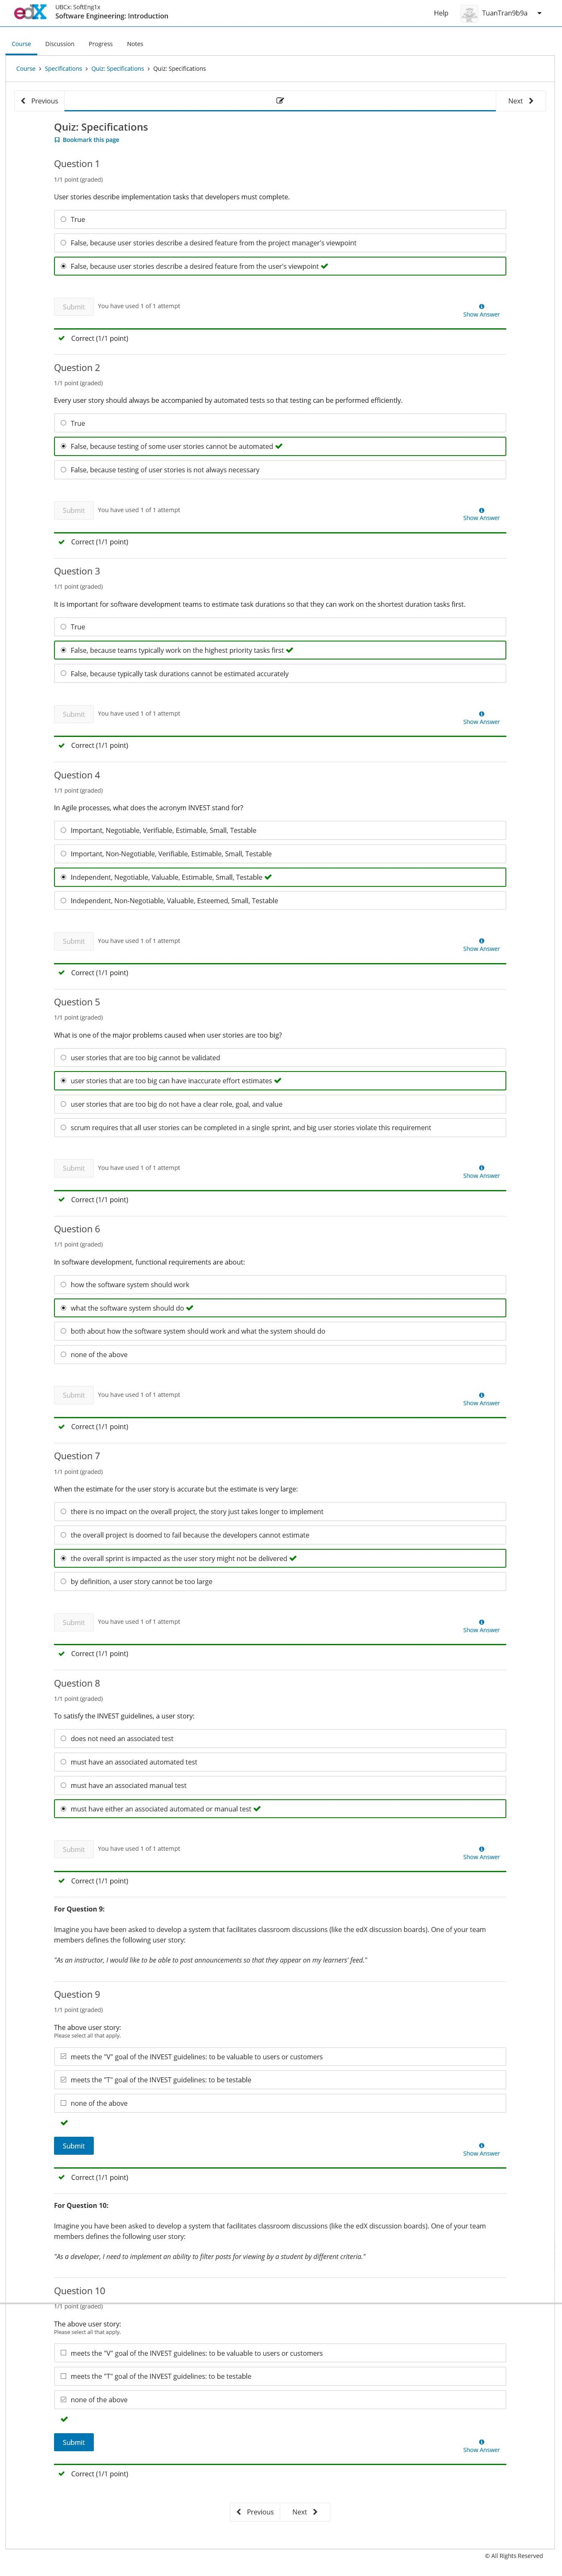 edX
UBCx: SoftEng1x
Software Engineering: Introduction
Help
TuanTran9b9a
Course
Discussion
Progress
Notes
Course > Specifications > Quiz: Specifications > Quiz: Specifications
Previous
Next
Quiz: Specifications
Bookmark this page
Question 1
1/1 point (graded)
User stories describe implementation tasks that developers must complete.
True
False, because user stories describe a desired feature from the project manager's viewpoint
False, because user stories describe a desired feature from the user's viewpoint
Submit
You have used 1 of 1 attempt
Show Answer
Correct (1/1 point)
Question 2
1/1 point (graded)
Every user story should always be accompanied by automated tests so that testing can be performed efficiently.
True
False, because testing of some user stories cannot be automated
False, because testing of user stories is not always necessary
Submit
You have used 1 of 1 attempt
Show Answer
Correct (1/1 point)
Question 3
1/1 point (graded)
It is important for software development teams to estimate task durations so that they can work on the shortest duration tasks first.
True
False, because teams typically work on the highest priority tasks first
False, because typically task durations cannot be estimated accurately
Submit
You have used 1 of 1 attempt
Show Answer
Correct (1/1 point)
Question 4
1/1 point (graded)
In Agile processes, what does the acronym INVEST stand for?
Important, Negotiable, Verifiable, Estimable, Small, Testable
Important, Non-Negotiable, Verifiable, Estimable, Small, Testable
Independent, Negotiable, Valuable, Estimable, Small, Testable
Independent, Non-Negotiable, Valuable, Esteemed, Small, Testable
Submit
You have used 1 of 1 attempt
Show Answer
Correct (1/1 point)
Question 5
1/1 point (graded)
What is one of the major problems caused when user stories are too big?
user stories that are too big cannot be validated
user stories that are too big can have inaccurate effort estimates
user stories that are too big do not have a clear role, goal, and value
scrum requires that all user stories can be completed in a single sprint, and big user stories violate this requirement
Submit
You have used 1 of 1 attempt
Show Answer
Correct (1/1 point)
Question 6
1/1 point (graded)
In software development, functional requirements are about:
how the software system should work
what the software system should do
both about how the software system should work and what the system should do
none of the above
Submit
You have used 1 of 1 attempt
Show Answer
Correct (1/1 point)
Question 7
1/1 point (graded)
When the estimate for the user story is accurate but the estimate is very large:
there is no impact on the overall project, the story just takes longer to implement
the overall project is doomed to fail because the developers cannot estimate
the overall sprint is impacted as the user story might not be delivered
by definition, a user story cannot be too large
Submit
You have used 1 of 1 attempt
Show Answer
Correct (1/1 point)
Question 8
1/1 point (graded)
To satisfy the INVEST guidelines, a user story:
does not need an associated test
must have an associated automated test
must have an associated manual test
must have either an associated automated or manual test
Submit
You have used 1 of 1 attempt
Show Answer
Correct (1/1 point)
For Question 9:
Imagine you have been asked to develop a system that facilitates classroom discussions (like the edX discussion boards). One of your team
members defines the following user story:
"As an instructor, I would like to be able to post announcements so that they appear on my learners' feed."
Question 9
1/1 point (graded)
The above user story:
Please select all that apply.
meets the "V" goal of the INVEST guidelines: to be valuable to users or customers
meets the "T" goal of the INVEST guidelines: to be testable
none of the above
Submit
Show Answer
Correct (1/1 point)
For Question 10:
Imagine you have been asked to develop a system that facilitates classroom discussions (like the edX discussion boards). One of your team
members defines the following user story:
"As a developer, I need to implement an ability to filter posts for viewing by a student by different criteria."
Question 10
1/1 point (graded)
The above user story:
Please select all that apply.
meets the "V" goal of the INVEST guidelines: to be valuable to users or customers
meets the "T" goal of the INVEST guidelines: to be testable
none of the above
Submit
Show Answer
Correct (1/1 point)
Previous
Next
© All Rights Reserved